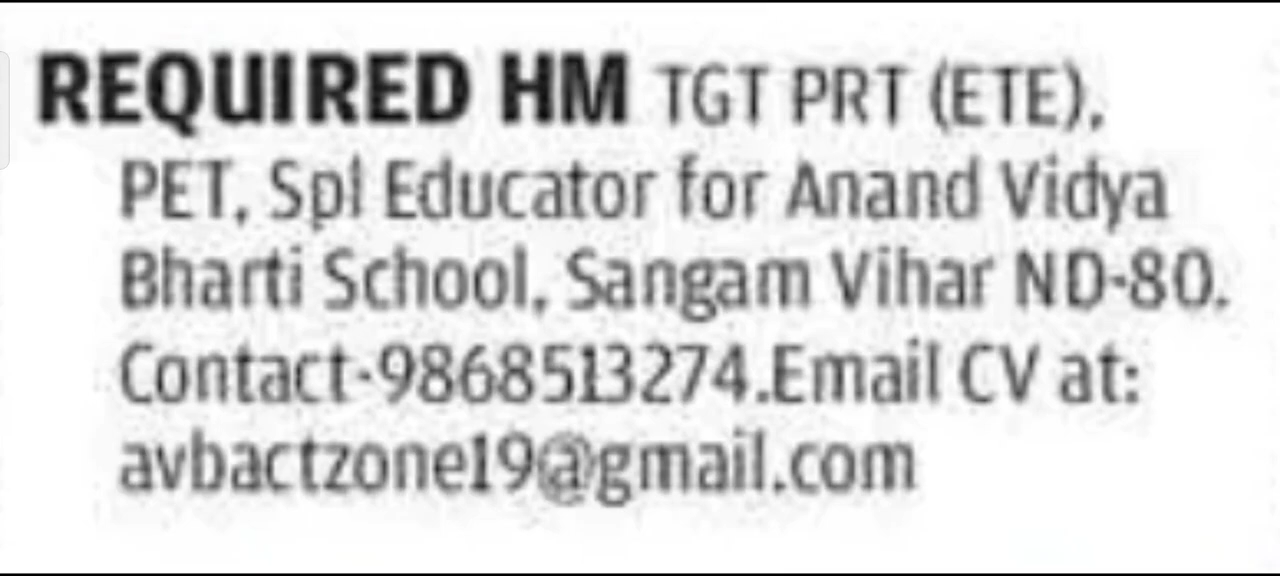 REQUIRED HM TGT PRT (ETE),
PET, Spl Educator for Anand Vidya
Bharti School, Sangam Vihar ND-80.
Contact-9868513274.Email CV at:
avbactzone19@gmail.com